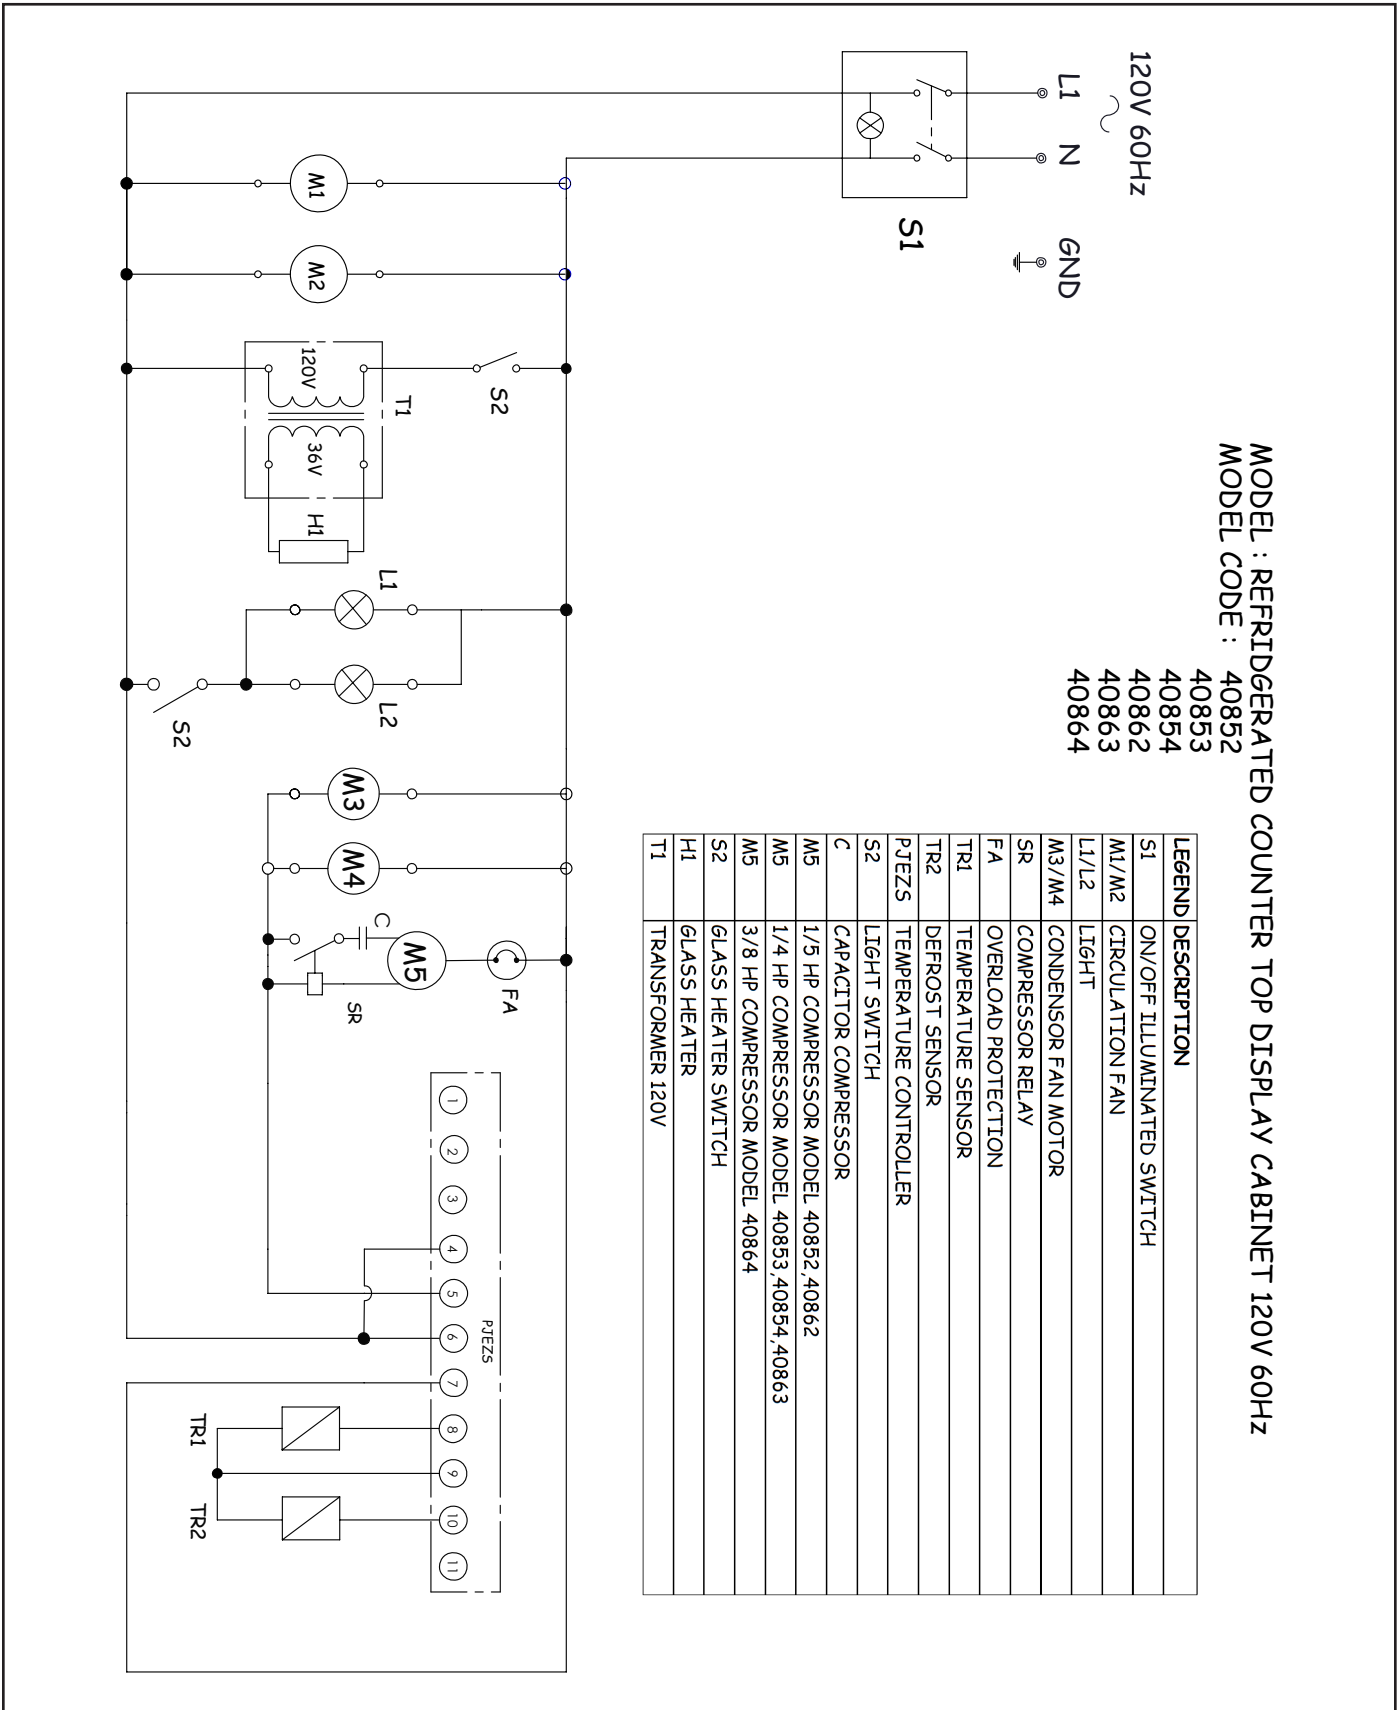 MODEL : REFRIDGERATED COUNTER TOP DISPLAY CABINET 120V 60Hz
MODEL CODE : 40852
40853
40854
40862
40863
40864
120V 60Hz
L1
N
GND
S1
LEGEND DESCRIPTION
S1 ON/OFF ILLUMINATED SWITCH
M1/M2 CIRCULATION FAN
L1/L2 LIGHT
M3/M4 CONDENSOR FAN MOTOR
SR COMPRESSOR RELAY
FA OVERLOAD PROTECTION
TR1 TEMPERATURE SENSOR
TR2 DEFROST SENSOR
PJEZS TEMPERATURE CONTROLLER
S2 LIGHT SWITCH
C CAPACITOR COMPRESSOR
M5 1/5 HP COMPRESSOR MODEL 40852,40862
M5 1/4 HP COMPRESSOR MODEL 40853,40854,40863
M5 3/8 HP COMPRESSOR MODEL 40864
S2 GLASS HEATER SWITCH
H1 GLASS HEATER
T1 TRANSFORMER 120V
M1
M2
S2
T1
120V
36V
H1
L1
L2
S2
M3
M4
C
M5
FA
SR
PJEZS
1
2
3
4
5
6
7
8
9
10
11
TR1
TR2